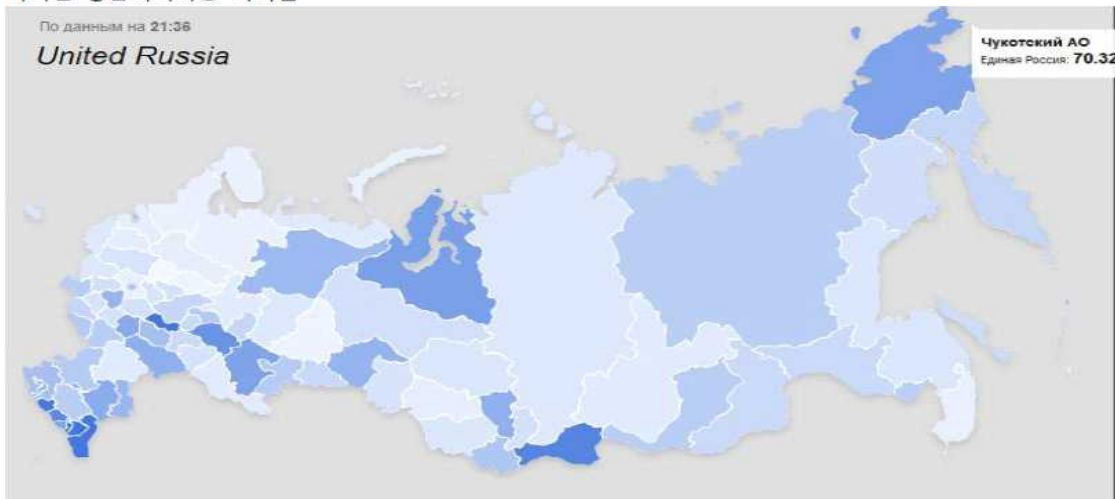 По данным на 21:36
United Russia
Чукотский АО
Единая Россия: 70.32